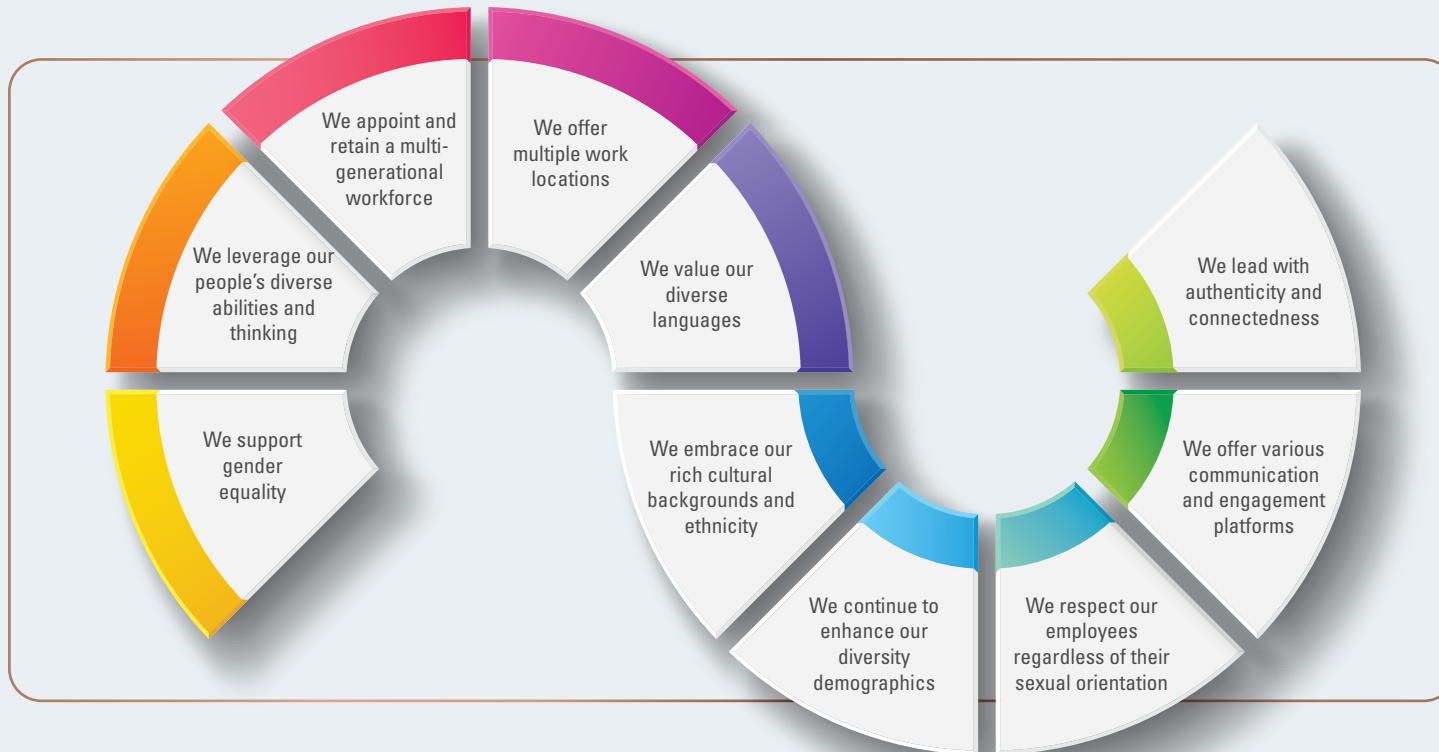 We support
gender
equality
We leverage our
people’s diverse
abilities and
thinking
We appoint and
retain a multi-
generational
workforce
We offer
multiple work
locations
We value our
diverse
languages
We embrace our
rich cultural
backgrounds and
ethnicity
We continue to
enhance our
diversity
demographics
We respect our
employees
regardless of their
sexual orientation
We offer various
communication
and engagement
platforms
We lead with
authenticity and
connectedness